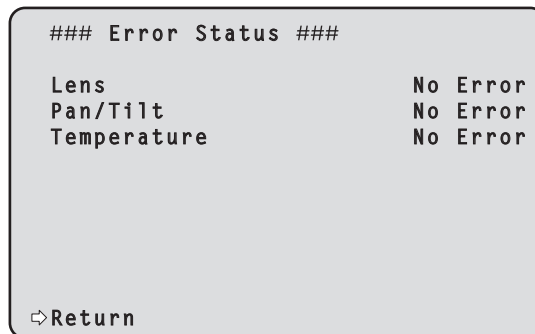 ### Error Status ###
Lens No Error
Pan/Tilt No Error
Temperature No Error
⇨Return